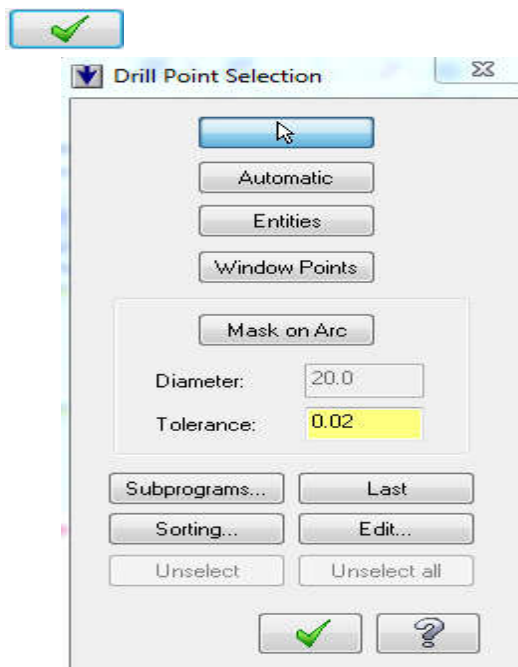 Drill Point Selection
Automatic
Entities
Window Points
Mask on Arc
Diameter: 20.0
Tolerance: 0.02
Subprograms... Last
Sorting... Edit...
Unselect Unselect all